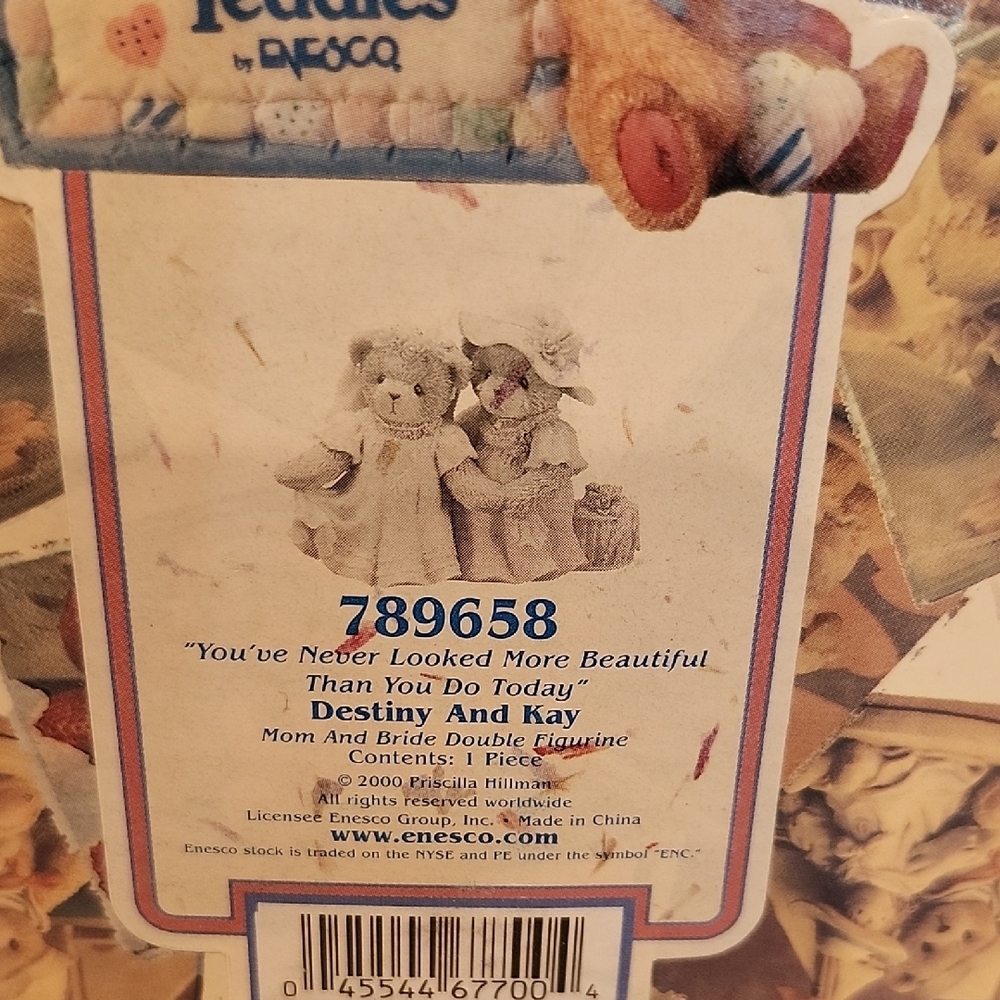 Teddies
by ENESCO
789658
"You've Never Looked More Beautiful
Than You Do Today"
Destiny And Kay
Mom And Bride Double Figurine
Contents: 1 Piece
© 2000 Priscilla Hillman
All rights reserved worldwide
Licensee Enesco Group, Inc. • Made in China
www.enesco.com
Enesco stock is traded on the NYSE and PE under the symbol "ENC."
0 45544 67700 4